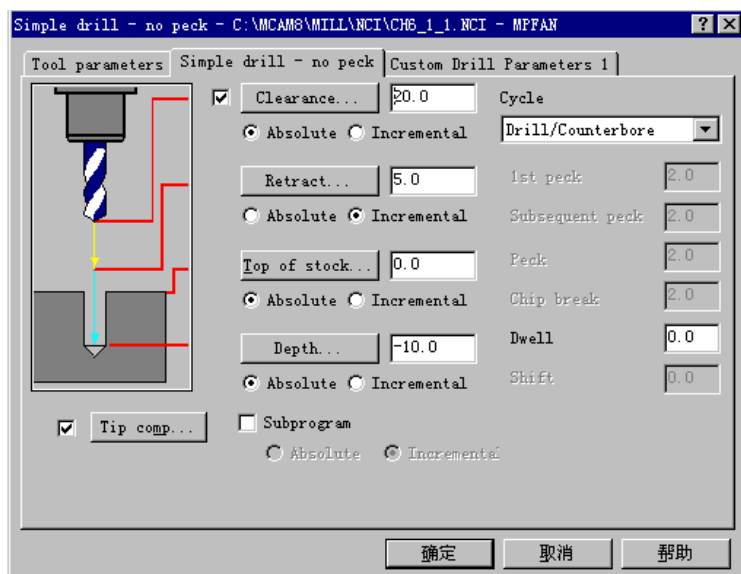 Simple drill - no peck - C:\MCAM8\MILL\NCI\CH6_1_1.NCI - MPFAN
Tool parameters Simple drill - no peck Custom Drill Parameters 1
Clearance... 20.0 Cycle
Absolute Incremental Drill/Counterbore
Retract... 5.0 1st peck 2.0
Absolute Incremental Subsequent peck 2.0
Top of stock... 0.0 Peck 2.0
Absolute Incremental Chip break 2.0
Depth... -10.0 Dwell 0.0
Absolute Incremental Shift 0.0
Tip comp... Subprogram
Absolute Incremental
确定 取消 帮助